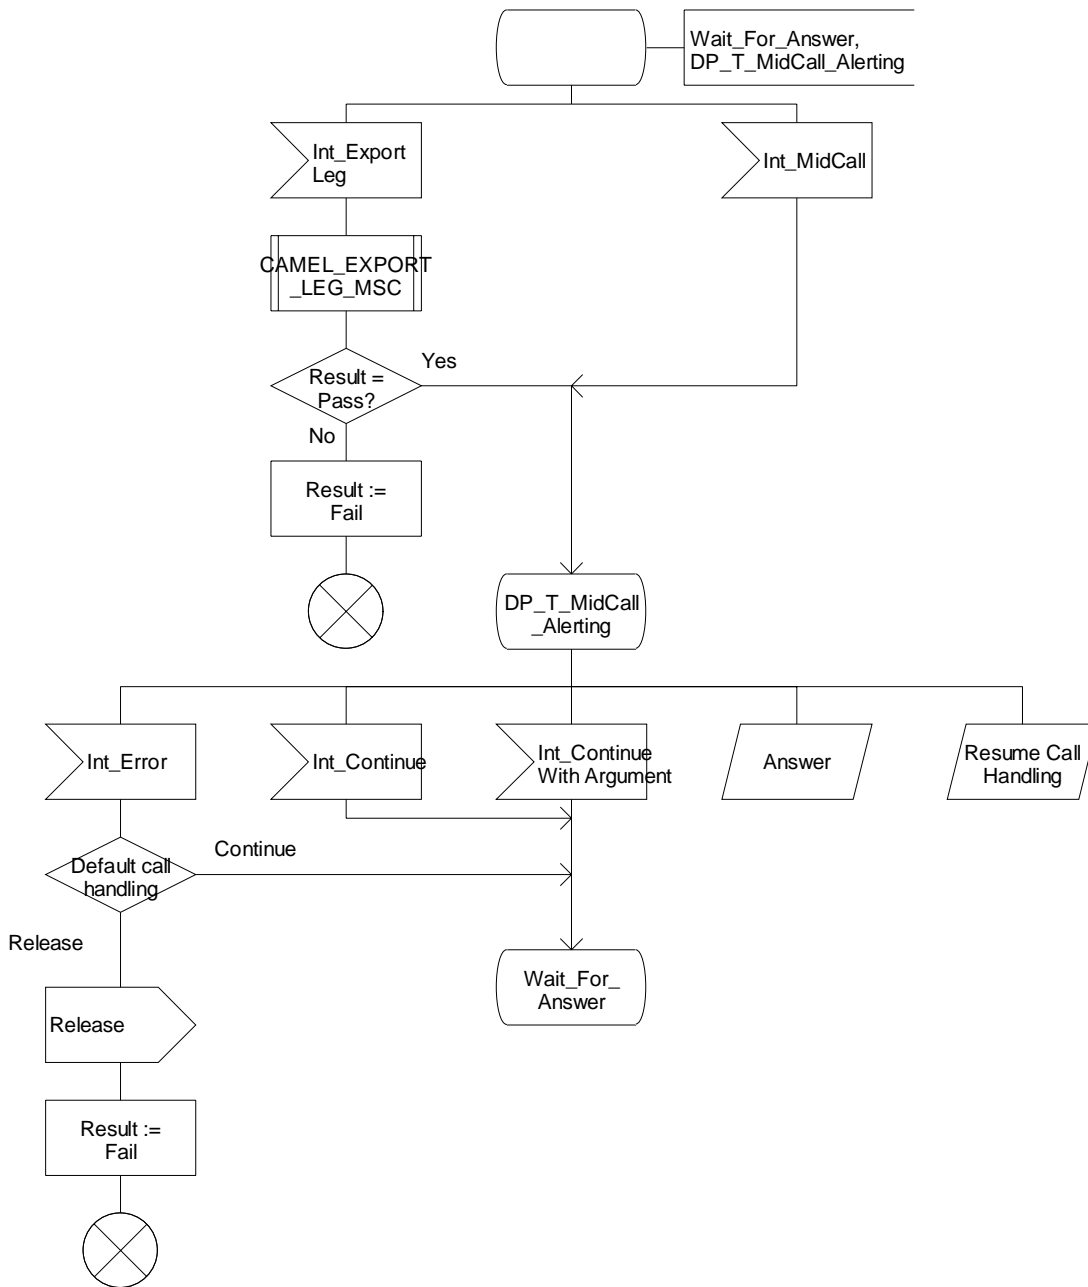 Wait_For_Answer,
DP_T_MidCall_Alerting
Int_Export
Leg
Int_MidCall
CAMEL_EXPORT
_LEG_MSC
Yes
Result =
Pass?
No
Result :=
Fail
DP_T_MidCall
_Alerting
Int_Error
Int_Continue
Int_Continue
With Argument
Answer
Resume Call
Handling
Continue
Default call
handling
Release
Wait_For_
Answer
Release
Result :=
Fail